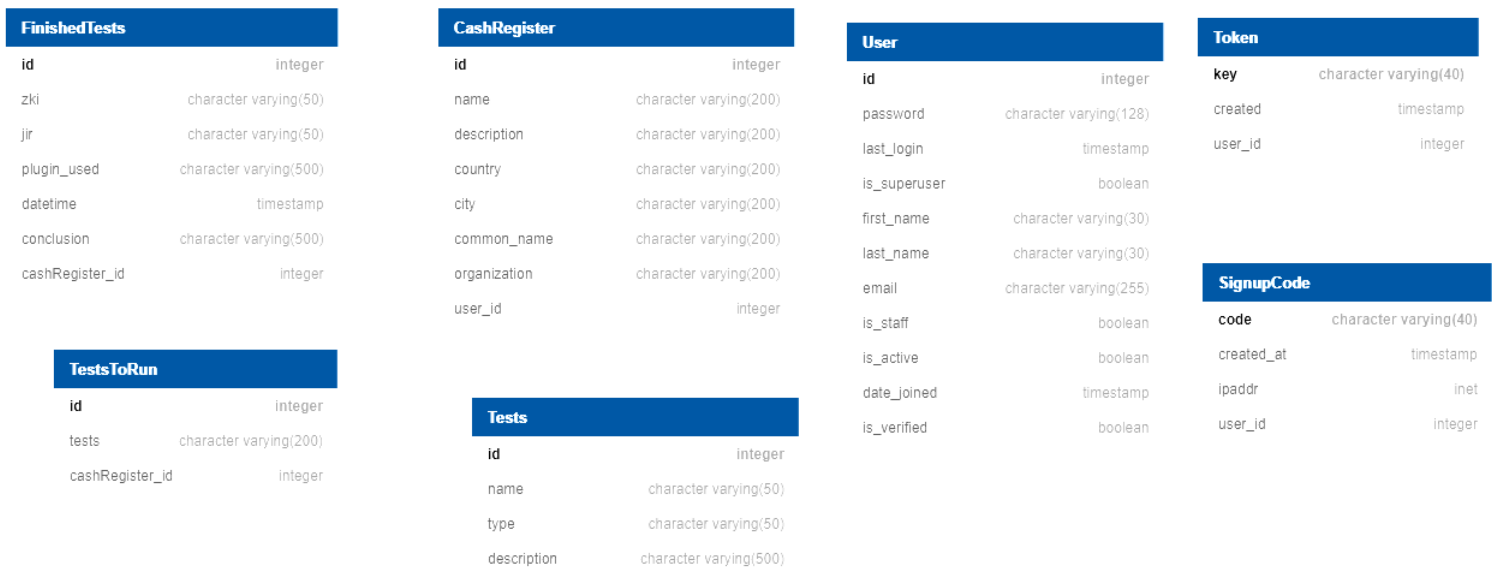 FinishedTests
id integer
zki character varying(50)
jir character varying(50)
plugin_used character varying(500)
datetime timestamp
conclusion character varying(500)
cashRegister_id integer
TestsToRun
id integer
tests character varying(200)
cashRegister_id integer
CashRegister
id integer
name character varying(200)
description character varying(200)
country character varying(200)
city character varying(200)
common_name character varying(200)
organization character varying(200)
user_id integer
Tests
id integer
name character varying(50)
type character varying(50)
description character varying(500)
User
id integer
password character varying(128)
last_login timestamp
is_superuser boolean
first_name character varying(30)
last_name character varying(30)
email character varying(255)
is_staff boolean
is_active boolean
date_joined timestamp
is_verified boolean
Token
key character varying(40)
created timestamp
user_id integer
SignupCode
code character varying(40)
created_at timestamp
ipaddr inet
user_id integer